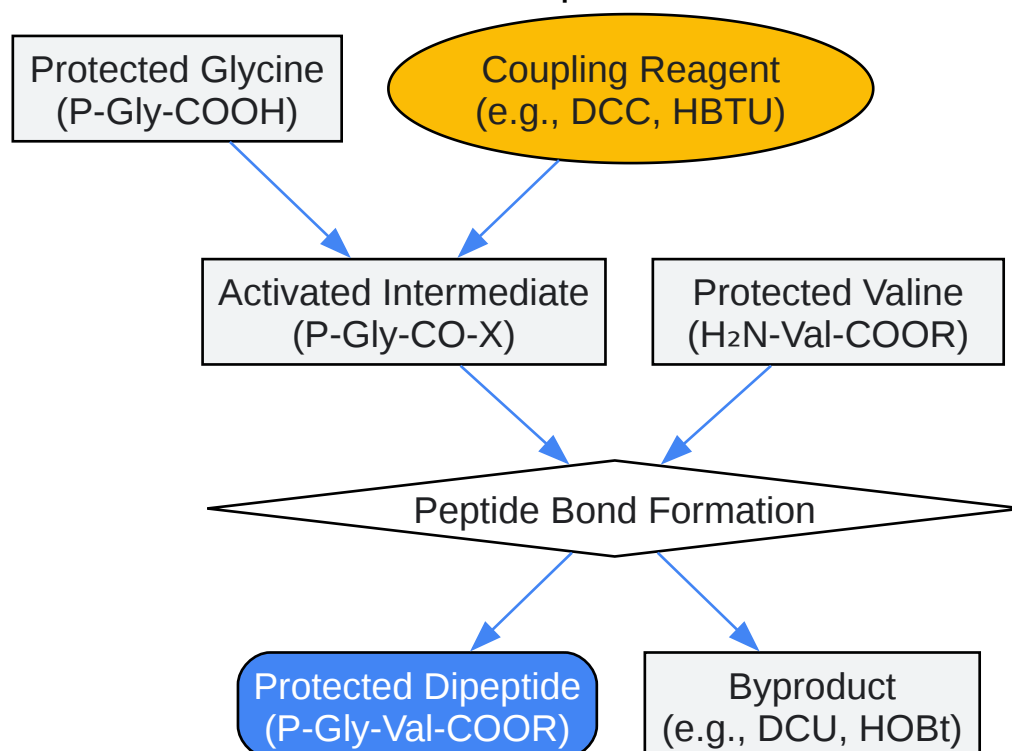 Protected Glycine
(P-Gly-COOH)
Coupling Reagent
(e.g., DCC, HBTU)
Activated Intermediate
(P-Gly-CO-X)
Protected Valine
(H₂N-Val-COOR)
Peptide Bond Formation
Protected Dipeptide
(P-Gly-Val-COOR)
Byproduct
(e.g., DCU, HOBt)